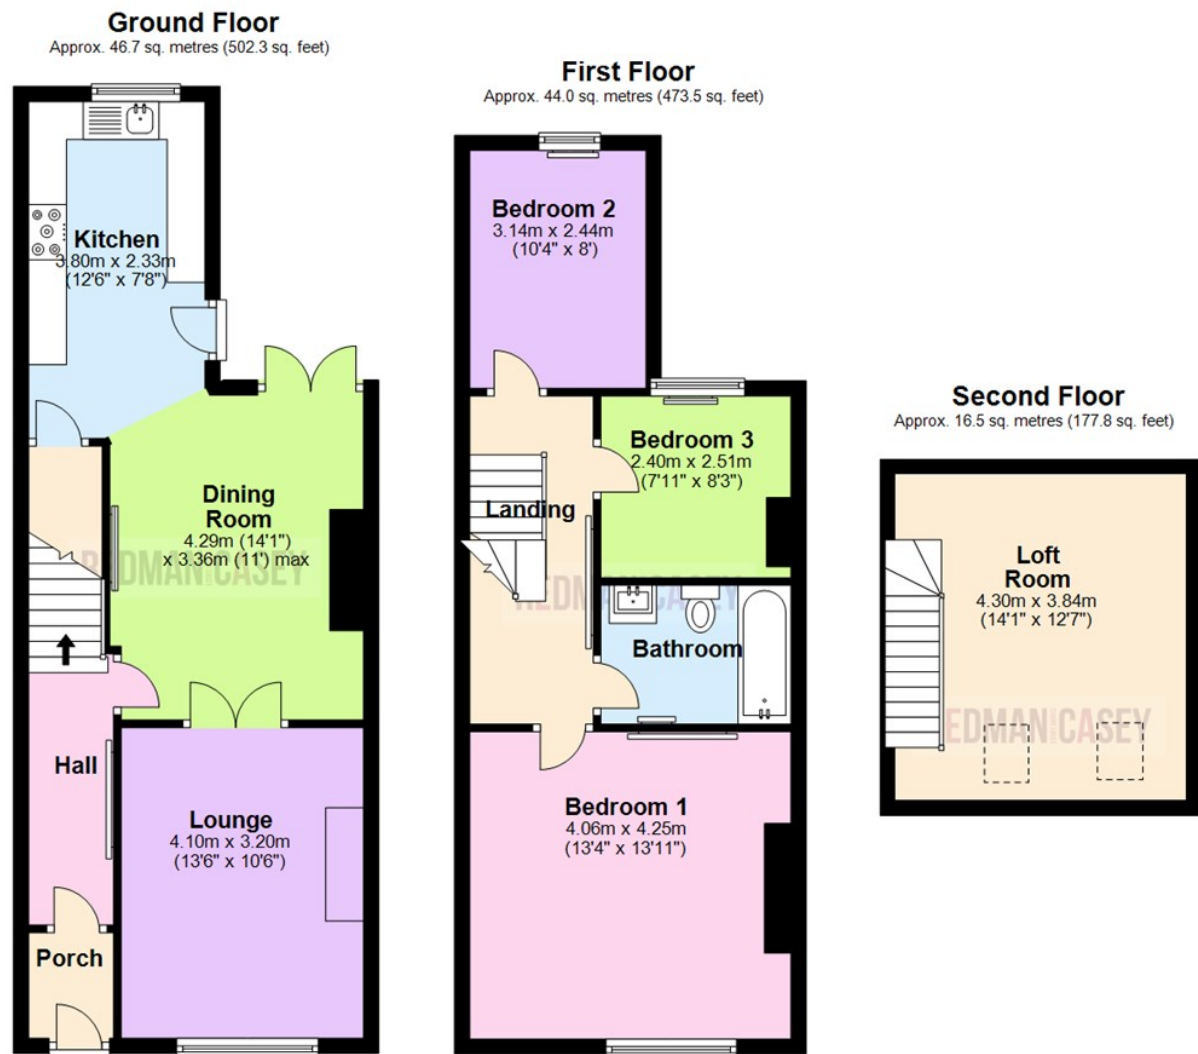 Ground Floor
Approx. 46.7 sq. metres (502.3 sq. feet)
Kitchen
3.80m x 2.33m
(12'6" x 7'8")
Dining
Room
4.29m (14'1")
x 3.36m (11') max
REDMAN CASEY
Hall
Lounge
4.10m x 3.20m
(13'6" x 10'6")
Porch
First Floor
Approx. 44.0 sq. metres (473.5 sq. feet)
Bedroom 2
3.14m x 2.44m
(10'4" x 8')
Bedroom 3
2.40m x 2.51m
(7'11" x 8'3")
Landing
REDMAN CASEY
Bathroom
Bedroom 1
4.06m x 4.25m
(13'4" x 13'11")
Second Floor
Approx. 16.5 sq. metres (177.8 sq. feet)
Loft
Room
4.30m x 3.84m
(14'1" x 12'7")
REDMAN CASEY